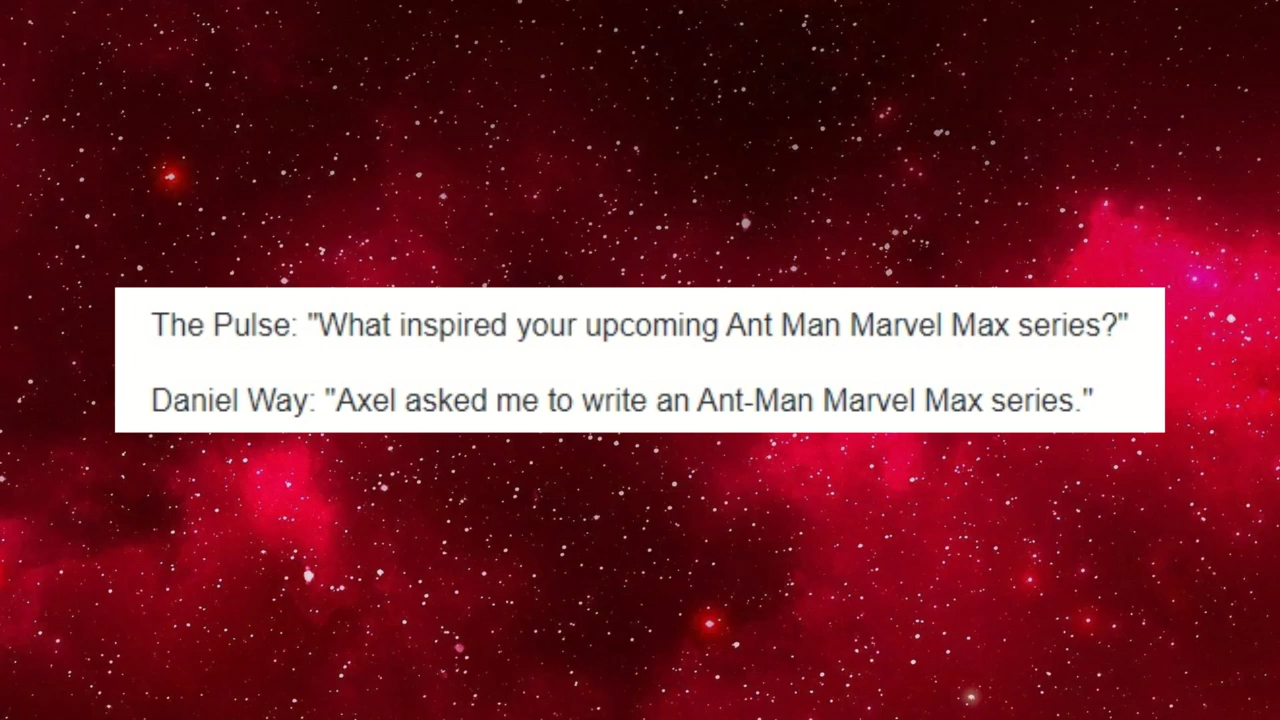 The Pulse: "What inspired your upcoming Ant Man Marvel Max series?"
Daniel Way: "Axel asked me to write an Ant-Man Marvel Max series."